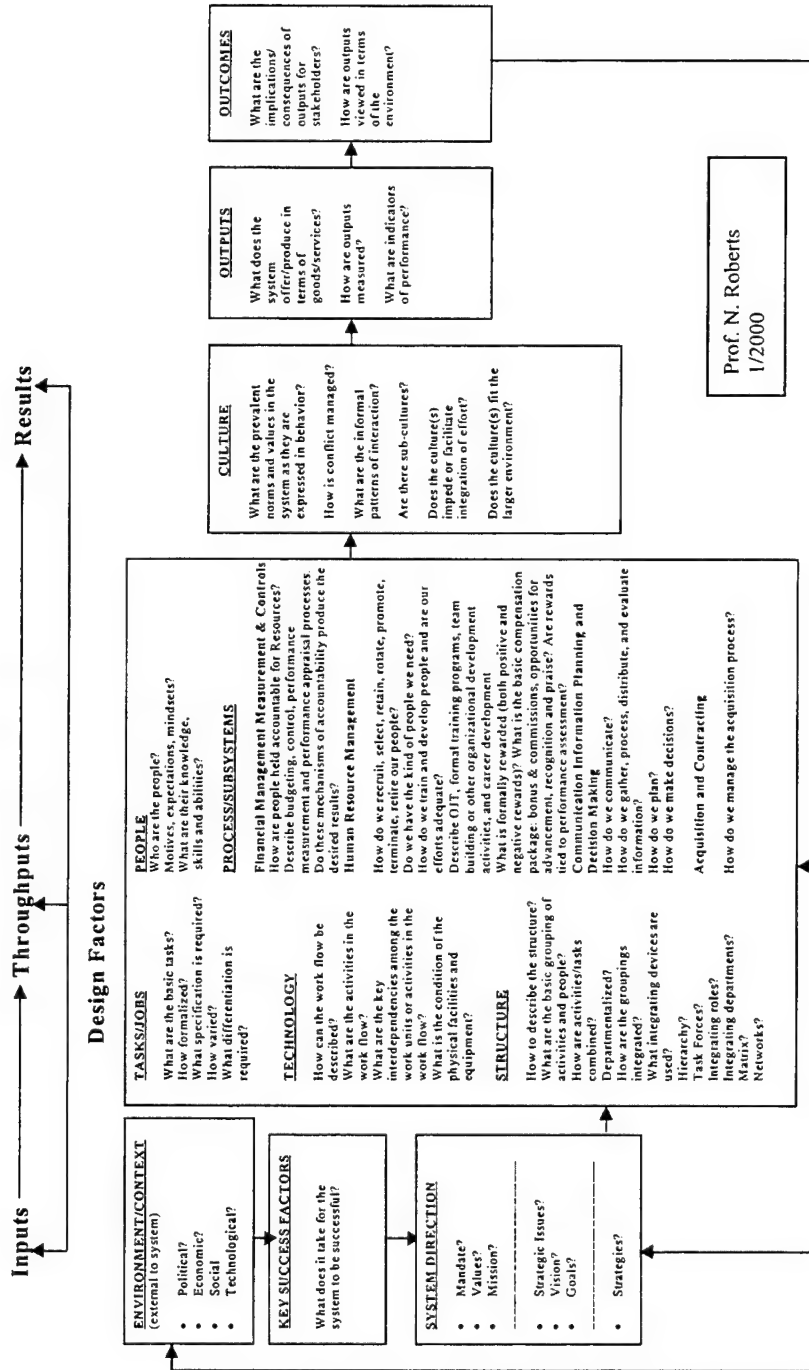 Inputs Throughputs Results
Design Factors
ENVIRONMENT/CONTEXT
(external to system)
• Political?
• Economic?
• Social
• Technological?
KEY SUCCESS FACTORS
What does it take for the
system to be successful?
SYSTEM DIRECTION
• Mandate?
• Values?
• Mission?
• Strategic Issues?
• Vision?
• Goals?
• Strategies?
TASKS/JOBS
What are the basic tasks?
How formalized?
What specification is required?
How varied?
What differentiation is
required?
TECHNOLOGY
How can the work flow be
described?
What are the activities in the
work flow?
What are the key
interdependencies among the
work units or activities in the
work flow?
What is the condition of the
physical facilities and
equipment?
STRUCTURE
How to describe the structure?
What are the basic grouping of
activities and people?
How are activities/tasks
combined?
Departmentalized?
How are the groupings
integrated?
What integrating devices are
used?
Hierarchy?
Task Forces?
Integrating roles?
Integrating departments?
Matrix?
Networks?
PEOPLE
Who are the people?
Motives, expectations, mindsets?
What are their knowledge,
skills and abilities?
PROCESS/SUBSYSTEMS
Financial Management Measurement & Controls
How are people held accountable for Resources?
Describe budgeting, control, performance
measurement and performance appraisal processes.
Do these mechanisms of accountability produce the
desired results?
Human Resource Management
How do we recruit, select, retain, rotate, promote,
terminate, retire our people?
Do we have the kind of people we need?
How do we train and develop people and are our
efforts adequate?
Describe OJT, formal training programs, team
building or other organizational development
activities, and career development
What is formally rewarded (both positive and
negative rewards)? What is the basic compensation
package: bonus & commissions, opportunities for
advancement, recognition and praise? Are rewards
tied to performance assessment?
Communication Information Planning and
Decision Making
How do we communicate?
How do we gather, process, distribute, and evaluate
information?
How do we plan?
How do we make decisions?
Acquisition and Contracting
How do we manage the acquisition process?
CULTURE
What are the prevalent
norms and values in the
system as they are
expressed in behavior?
How is conflict managed?
What are the informal
patterns of interaction?
Are there sub-cultures?
Does the culture(s)
impede or facilitate
integration of effort?
Does the culture(s) fit the
larger environment?
OUTPUTS
What does the
system
offer/produce in
terms of
goods/services?
How are outputs
measured?
What are indicators
of performance?
OUTCOMES
What are the
implications/
consequences of
outputs for
stakeholders?
How are outputs
viewed in terms
of the
environment?
Prof. N. Roberts
1/2000